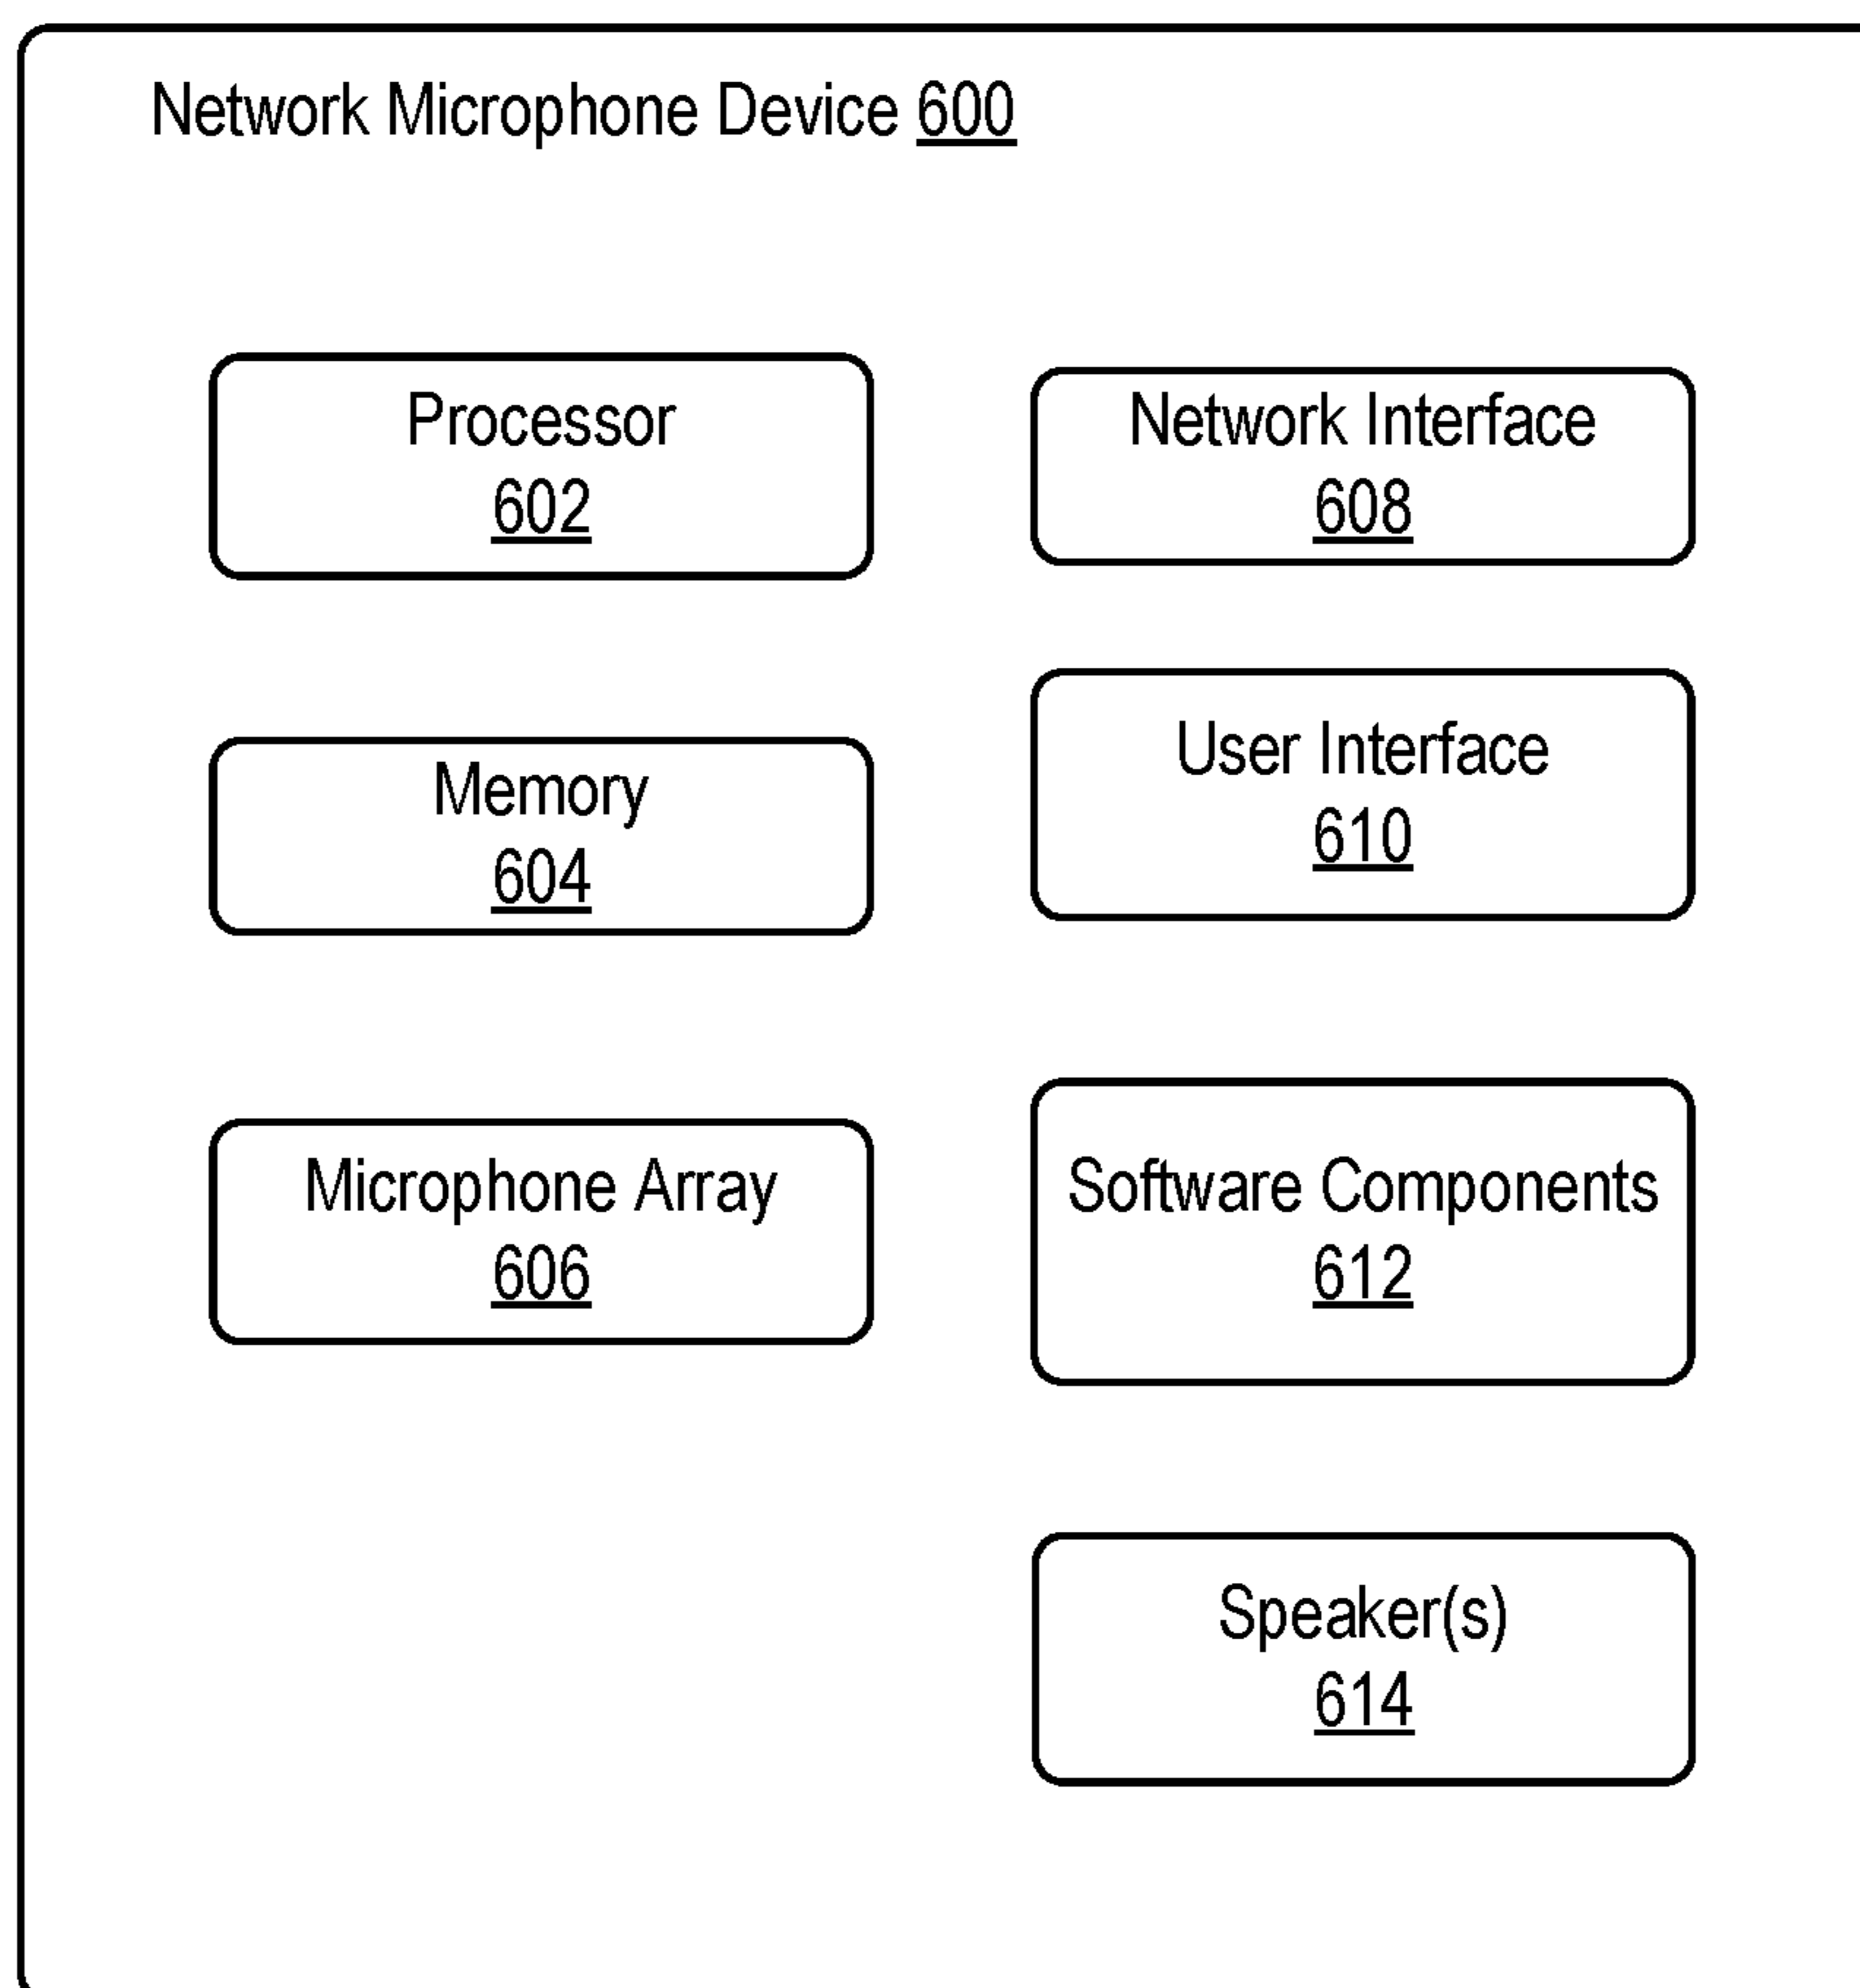 Network Microphone Device 600
Processor
602
Memory
604
Microphone Array
606
Network Interface
608
User Interface
610
Software Components
612
Speaker(s)
614